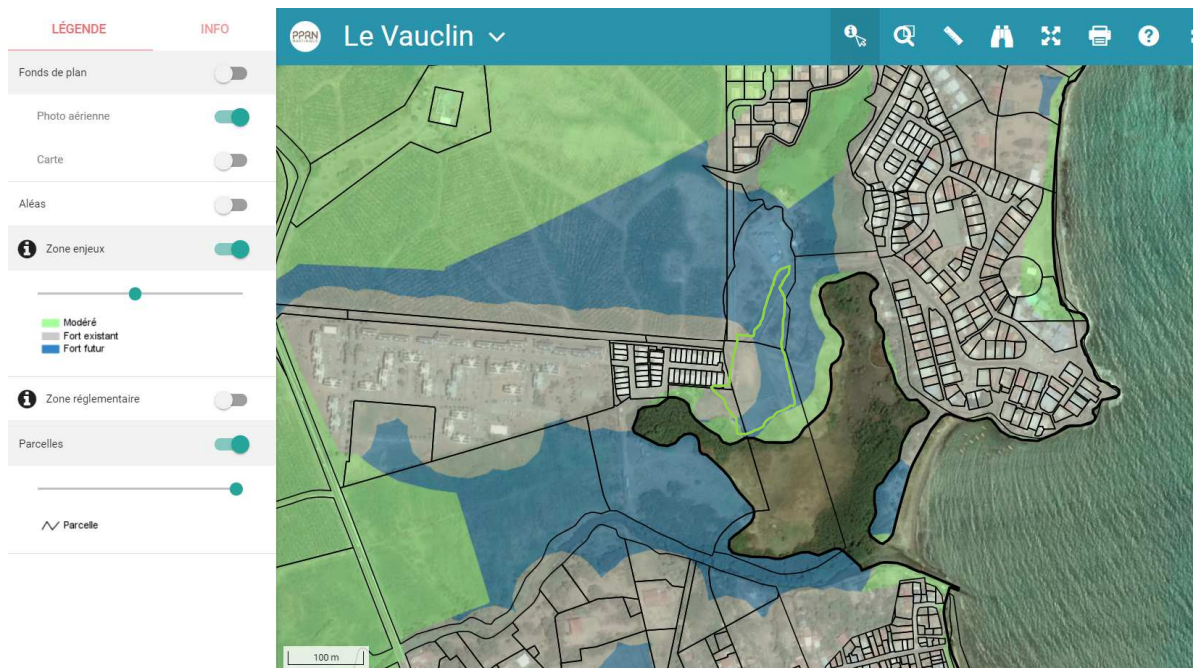 LÉGENDE
INFO
PPRN
MARTINIQUE
Le Vauclin
Fonds de plan
Photo aérienne
Carte
Aléas
Zone enjeux
Modéré
Fort existant
Fort futur
Zone réglementaire
Parcelles
Parcelle
100 m